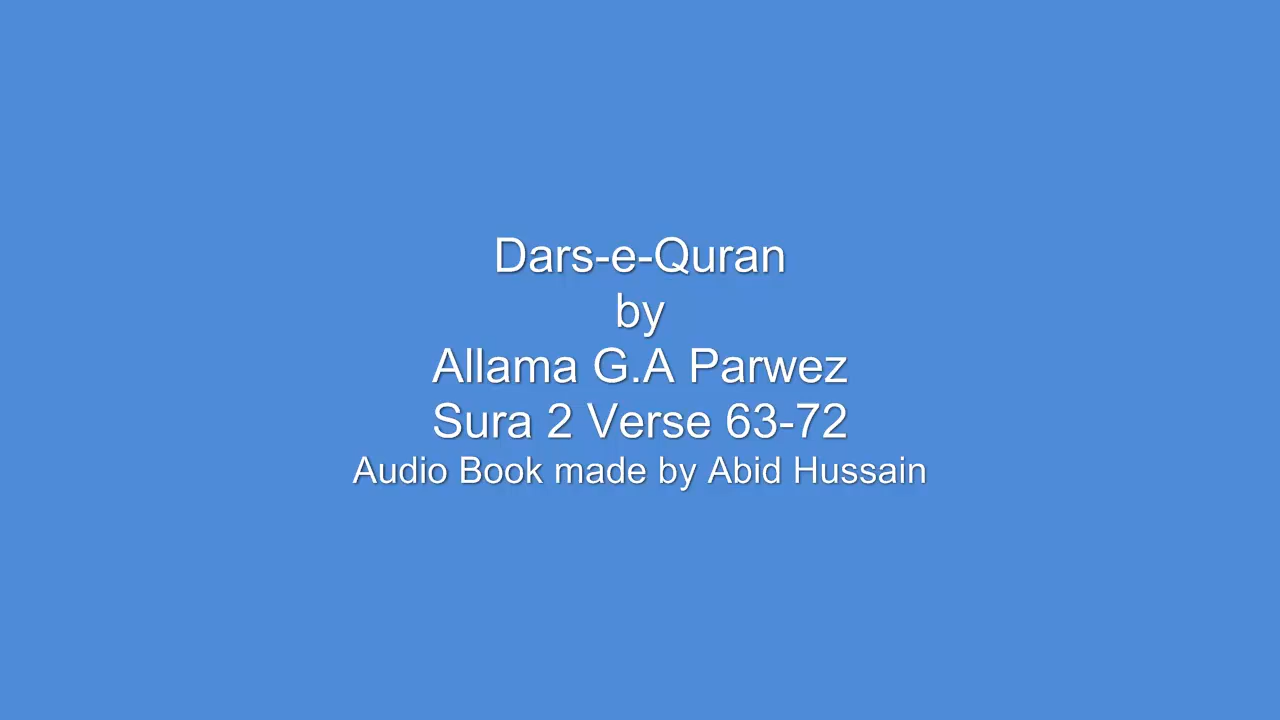 Dars-e-Quran
by
Allama G.A Parwez
Sura 2 Verse 63-72
Audio Book made by Abid Hussain